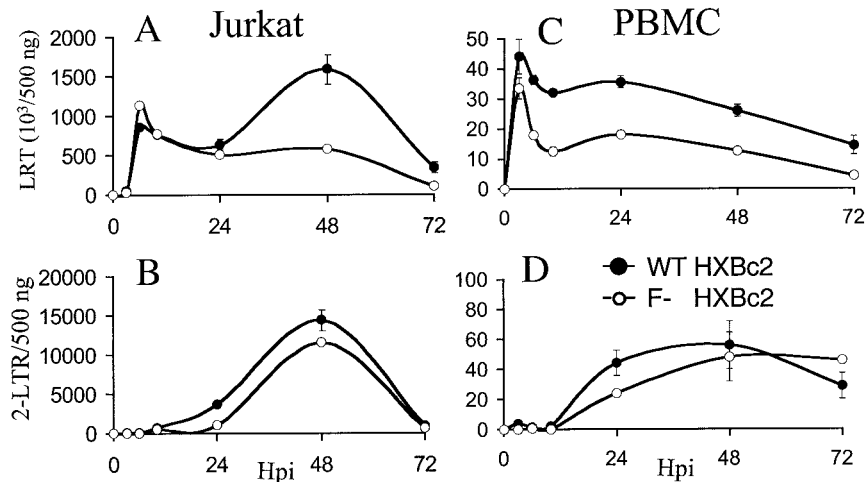 A Jurkat
LRT (10³/500 ng)
2000
1500
1000
500
0
0 24 48 72
C PBMC
50
40
30
20
10
0
0 24 48 72
B
2-LTR/500 ng
20000
15000
10000
5000
0
0 24 48 72
Hpi
D
WT HXBc2
F- HXBc2
100
80
60
40
20
0
0 24 48 72
Hpi